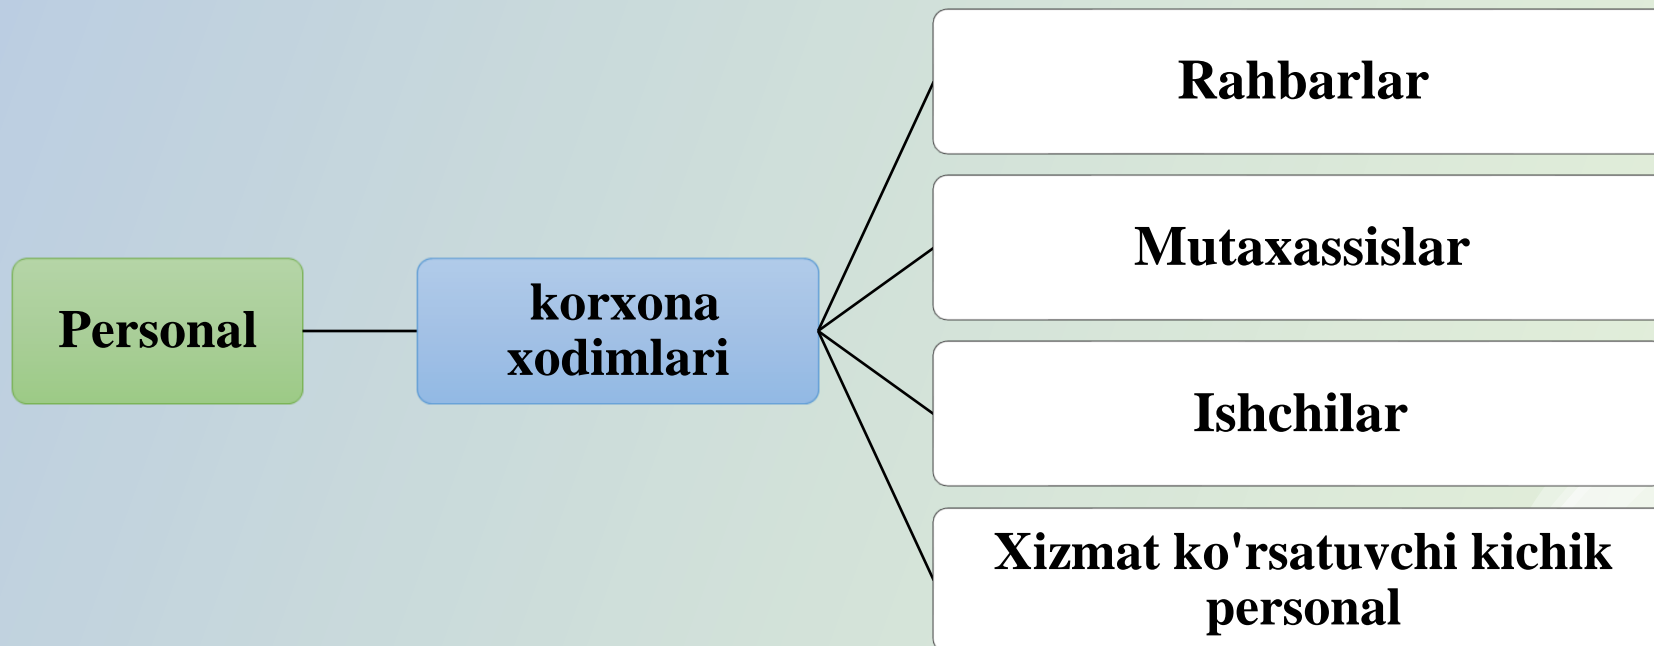 Personal
korxona
xodimlari
Rahbarlar
Mutaxassislar
Ishchilar
Xizmat ko'rsatuvchi kichik
personal